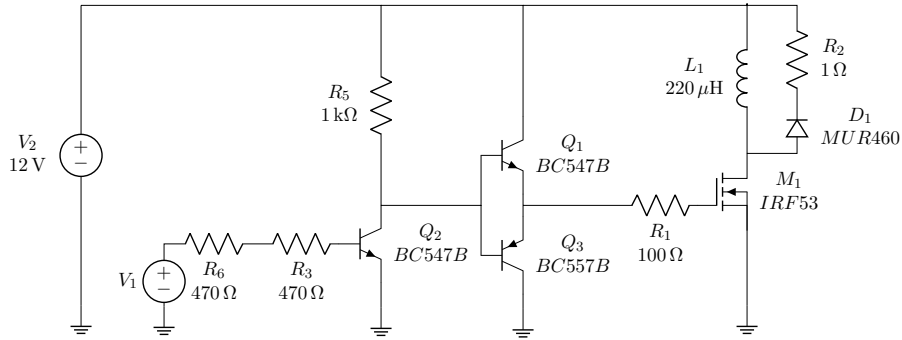 R5
1 kΩ
L1
220 μH
R2
1 Ω
D1
MUR460
V2
12 V
Q1
BC547B
M1
IRF53
Q2
BC547B
R1
100 Ω
Q3
BC557B
V1
R6
470 Ω
R3
470 Ω